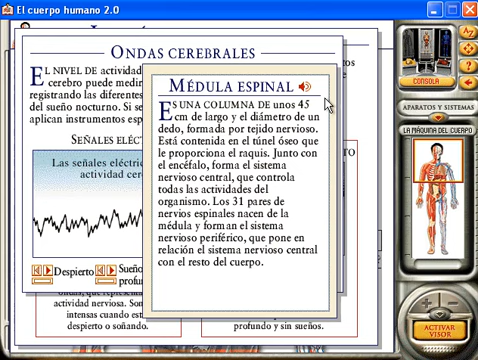 El cuerpo humano 2.0
ONDAS CEREBRALES
EL NIVEL DE actividad
cerebro puede medir
registrando las diferentes
del sueño nocturno. Si se
aplican instrumentos esp
SEÑALES ELÉC
Las señales eléctric
actividad cer
Despierto
Sueño
profun
MÉDULA ESPINAL
ES UNA COLUMNA DE unos 45
cm de largo y el diámetro de un
dedo, formada por tejido nervioso.
Está contenida en el túnel óseo que
le proporciona el raquis. Junto con
el encéfalo, forma el sistema
nervioso central, que controla
todas las actividades del
organismo. Los 31 pares de
nervios espinales nacen de la
médula y forman el sistema
nervioso periférico, que pone en
relación el sistema nervioso central
con el resto del cuerpo.
actividad nerviosa. Son
intensas cuando est
despierto o soñando.
profundo y sin sueños.
CONSOLA
A-Z
?
APARATOS Y SISTEMAS
LA MÁQUINA DEL CUERPO
ACTIVAR
VISOR